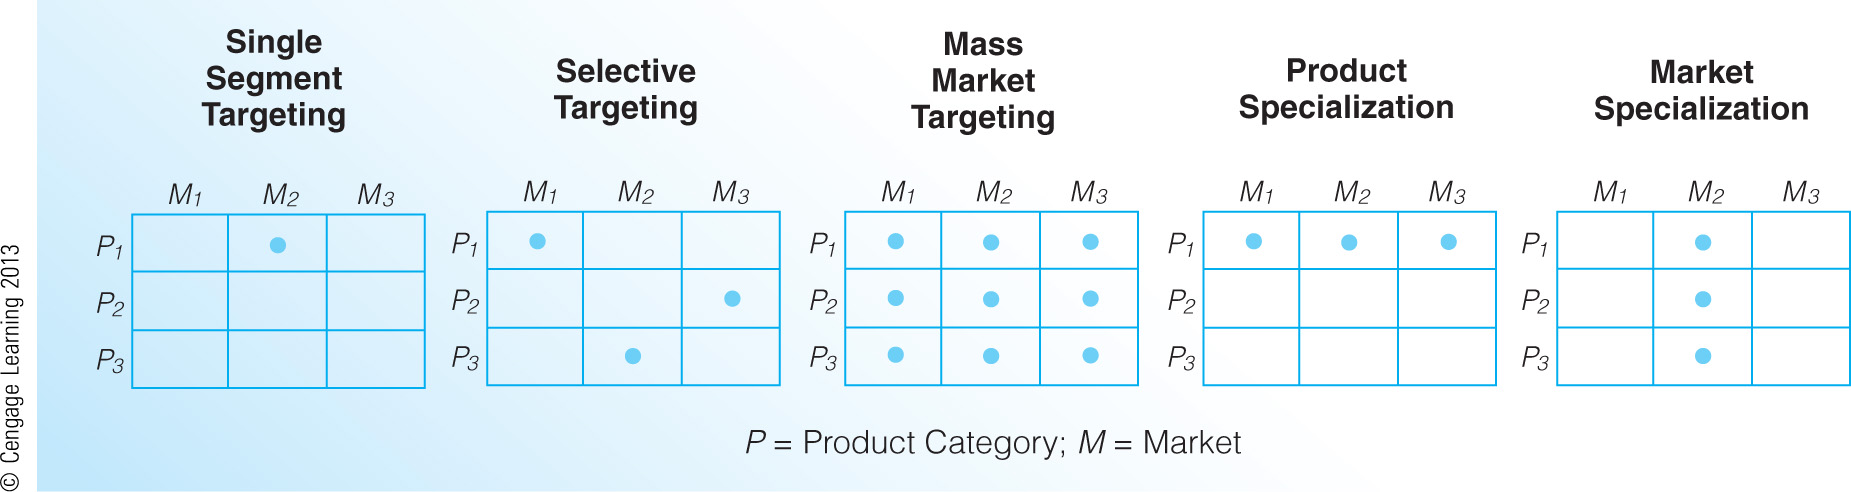 Single
Segment
Targeting
Selective
Targeting
Mass
Market
Targeting
Product
Specialization
Market
Specialization
M1 M2 M3
P1
P2
P3
M1 M2 M3
P1
P2
P3
M1 M2 M3
P1
P2
P3
M1 M2 M3
P1
P2
P3
M1 M2 M3
P1
P2
P3
P = Product Category; M = Market
© Cengage Learning 2013